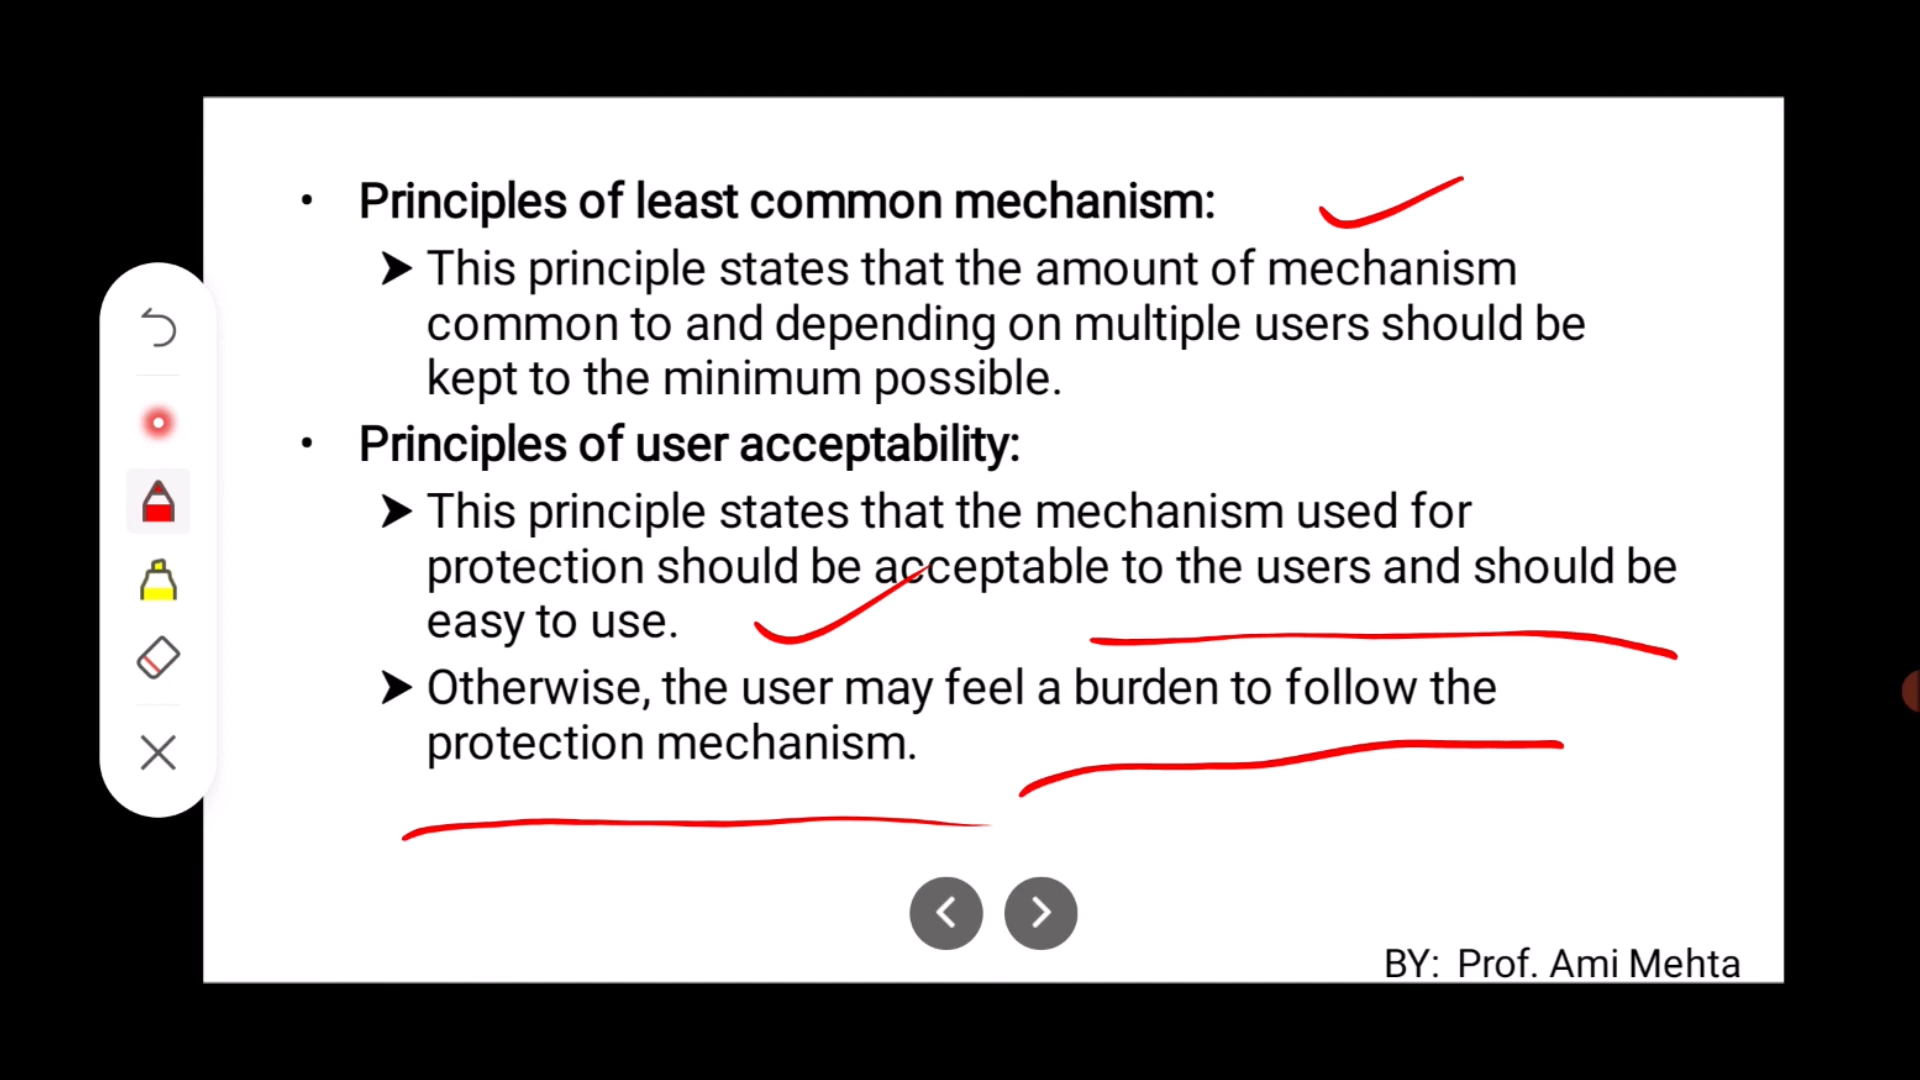 • Principles of least common mechanism:
➤ This principle states that the amount of mechanism
common to and depending on multiple users should be
kept to the minimum possible.
• Principles of user acceptability:
➤ This principle states that the mechanism used for
protection should be acceptable to the users and should be
easy to use.
➤ Otherwise, the user may feel a burden to follow the
protection mechanism.
BY: Prof. Ami Mehta